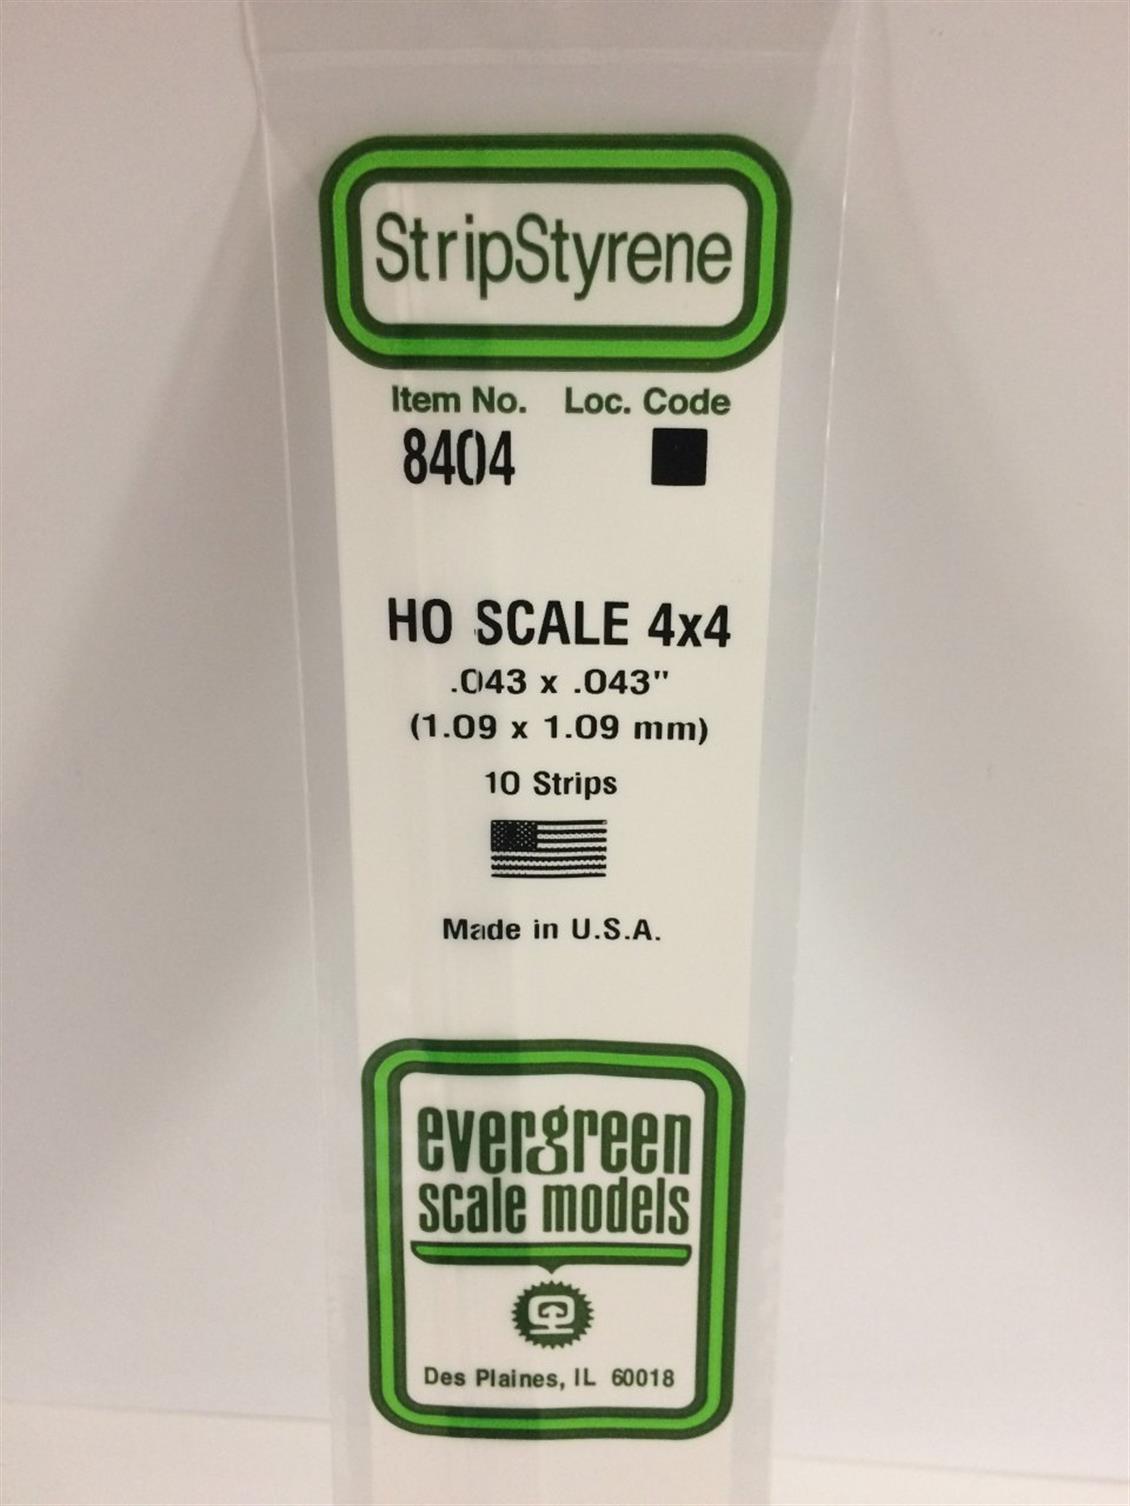 StripStyrene
Item No. Loc. Code
8404
HO SCALE 4x4
.043 x .043"
(1.09 x 1.09 mm)
10 Strips
Made in U.S.A.
evergreen
scale models
Des Plaines, IL 60018